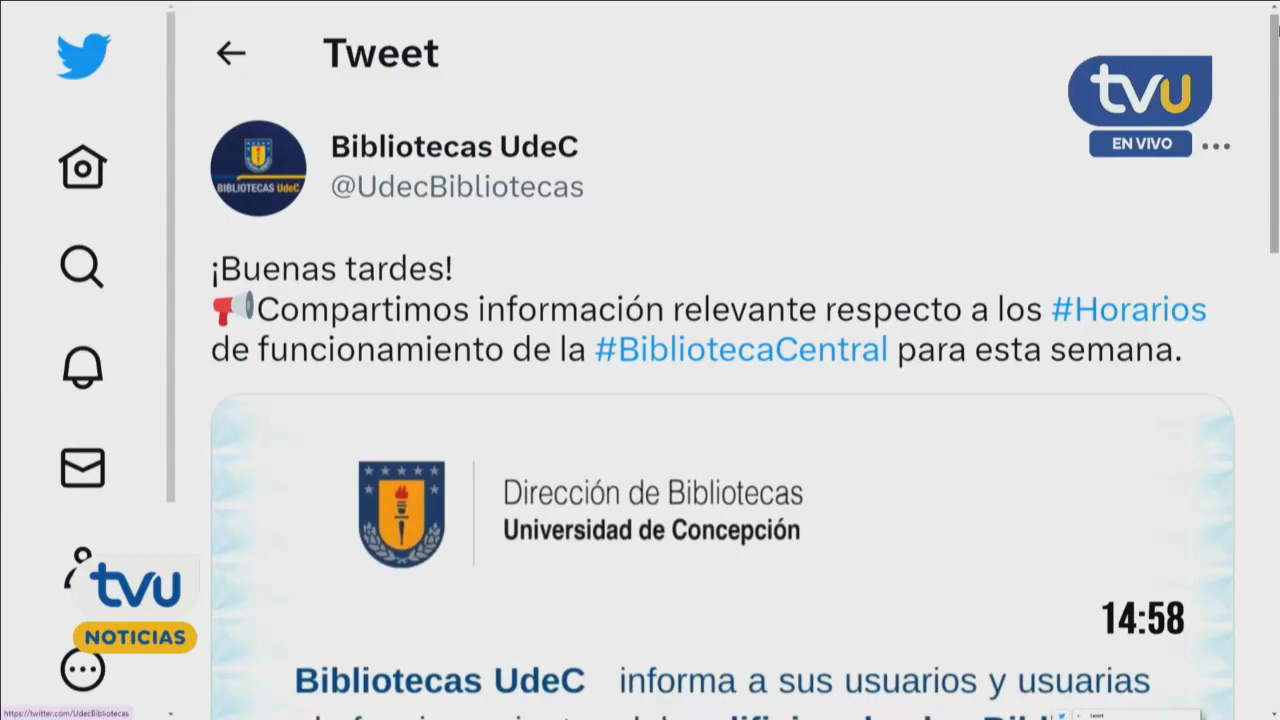 Tweet
tvu
EN VIVO
Bibliotecas UdeC
@UdecBibliotecas
BIBLIOTECAS UdeC
¡Buenas tardes!
Compartimos información relevante respecto a los #Horarios
de funcionamiento de la #BibliotecaCentral para esta semana.
Dirección de Bibliotecas
Universidad de Concepción
tvu
NOTICIAS
14:58
Bibliotecas UdeC informa a sus usuarios y usuarias
https://twitter.com/UdecBibliotecas